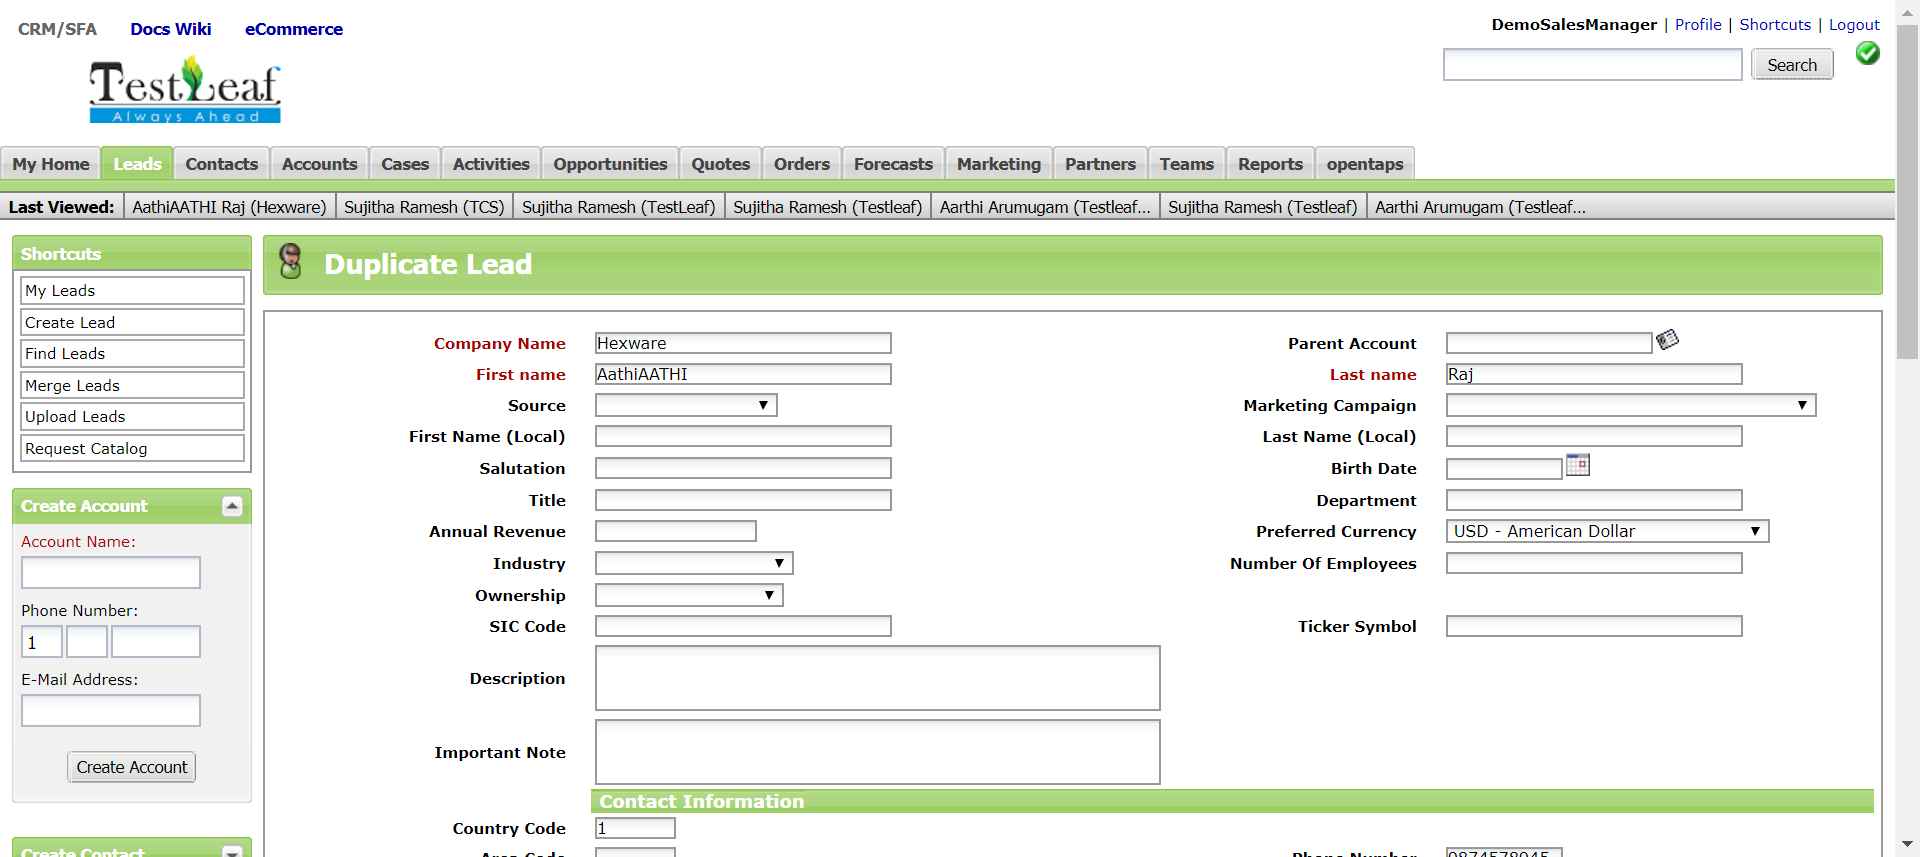 CRM/SFA Docs Wiki eCommerce
DemoSalesManager | Profile | Shortcuts | Logout
Search
TestLeaf
Always Ahead
My Home Leads Contacts Accounts Cases Activities Opportunities Quotes Orders Forecasts Marketing Partners Teams Reports opentaps
Last Viewed: AathiAATHI Raj (Hexware) Sujitha Ramesh (TCS) Sujitha Ramesh (TestLeaf) Sujitha Ramesh (Testleaf) Aarthi Arumugam (Testleaf... Sujitha Ramesh (Testleaf) Aarthi Arumugam (Testleaf...
Shortcuts
My Leads
Create Lead
Find Leads
Merge Leads
Upload Leads
Request Catalog
Create Account
Account Name:
Phone Number:
1
E-Mail Address:
Create Account
Create Contact
Duplicate Lead
Company Name Hexware Parent Account
First name AathiAATHI Last name Raj
Source Marketing Campaign
First Name (Local) Last Name (Local)
Salutation Birth Date
Title Department
Annual Revenue Preferred Currency USD - American Dollar
Industry Number Of Employees
Ownership
SIC Code Ticker Symbol
Description
Important Note
Contact Information
Country Code 1
Area Code Phone Number 9874578945